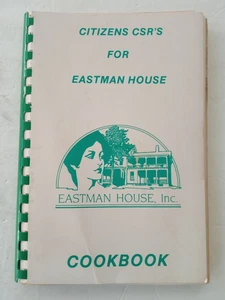 CITIZENS CSR'S
FOR
EASTMAN HOUSE
EASTMAN HOUSE, Inc.
COOKBOOK